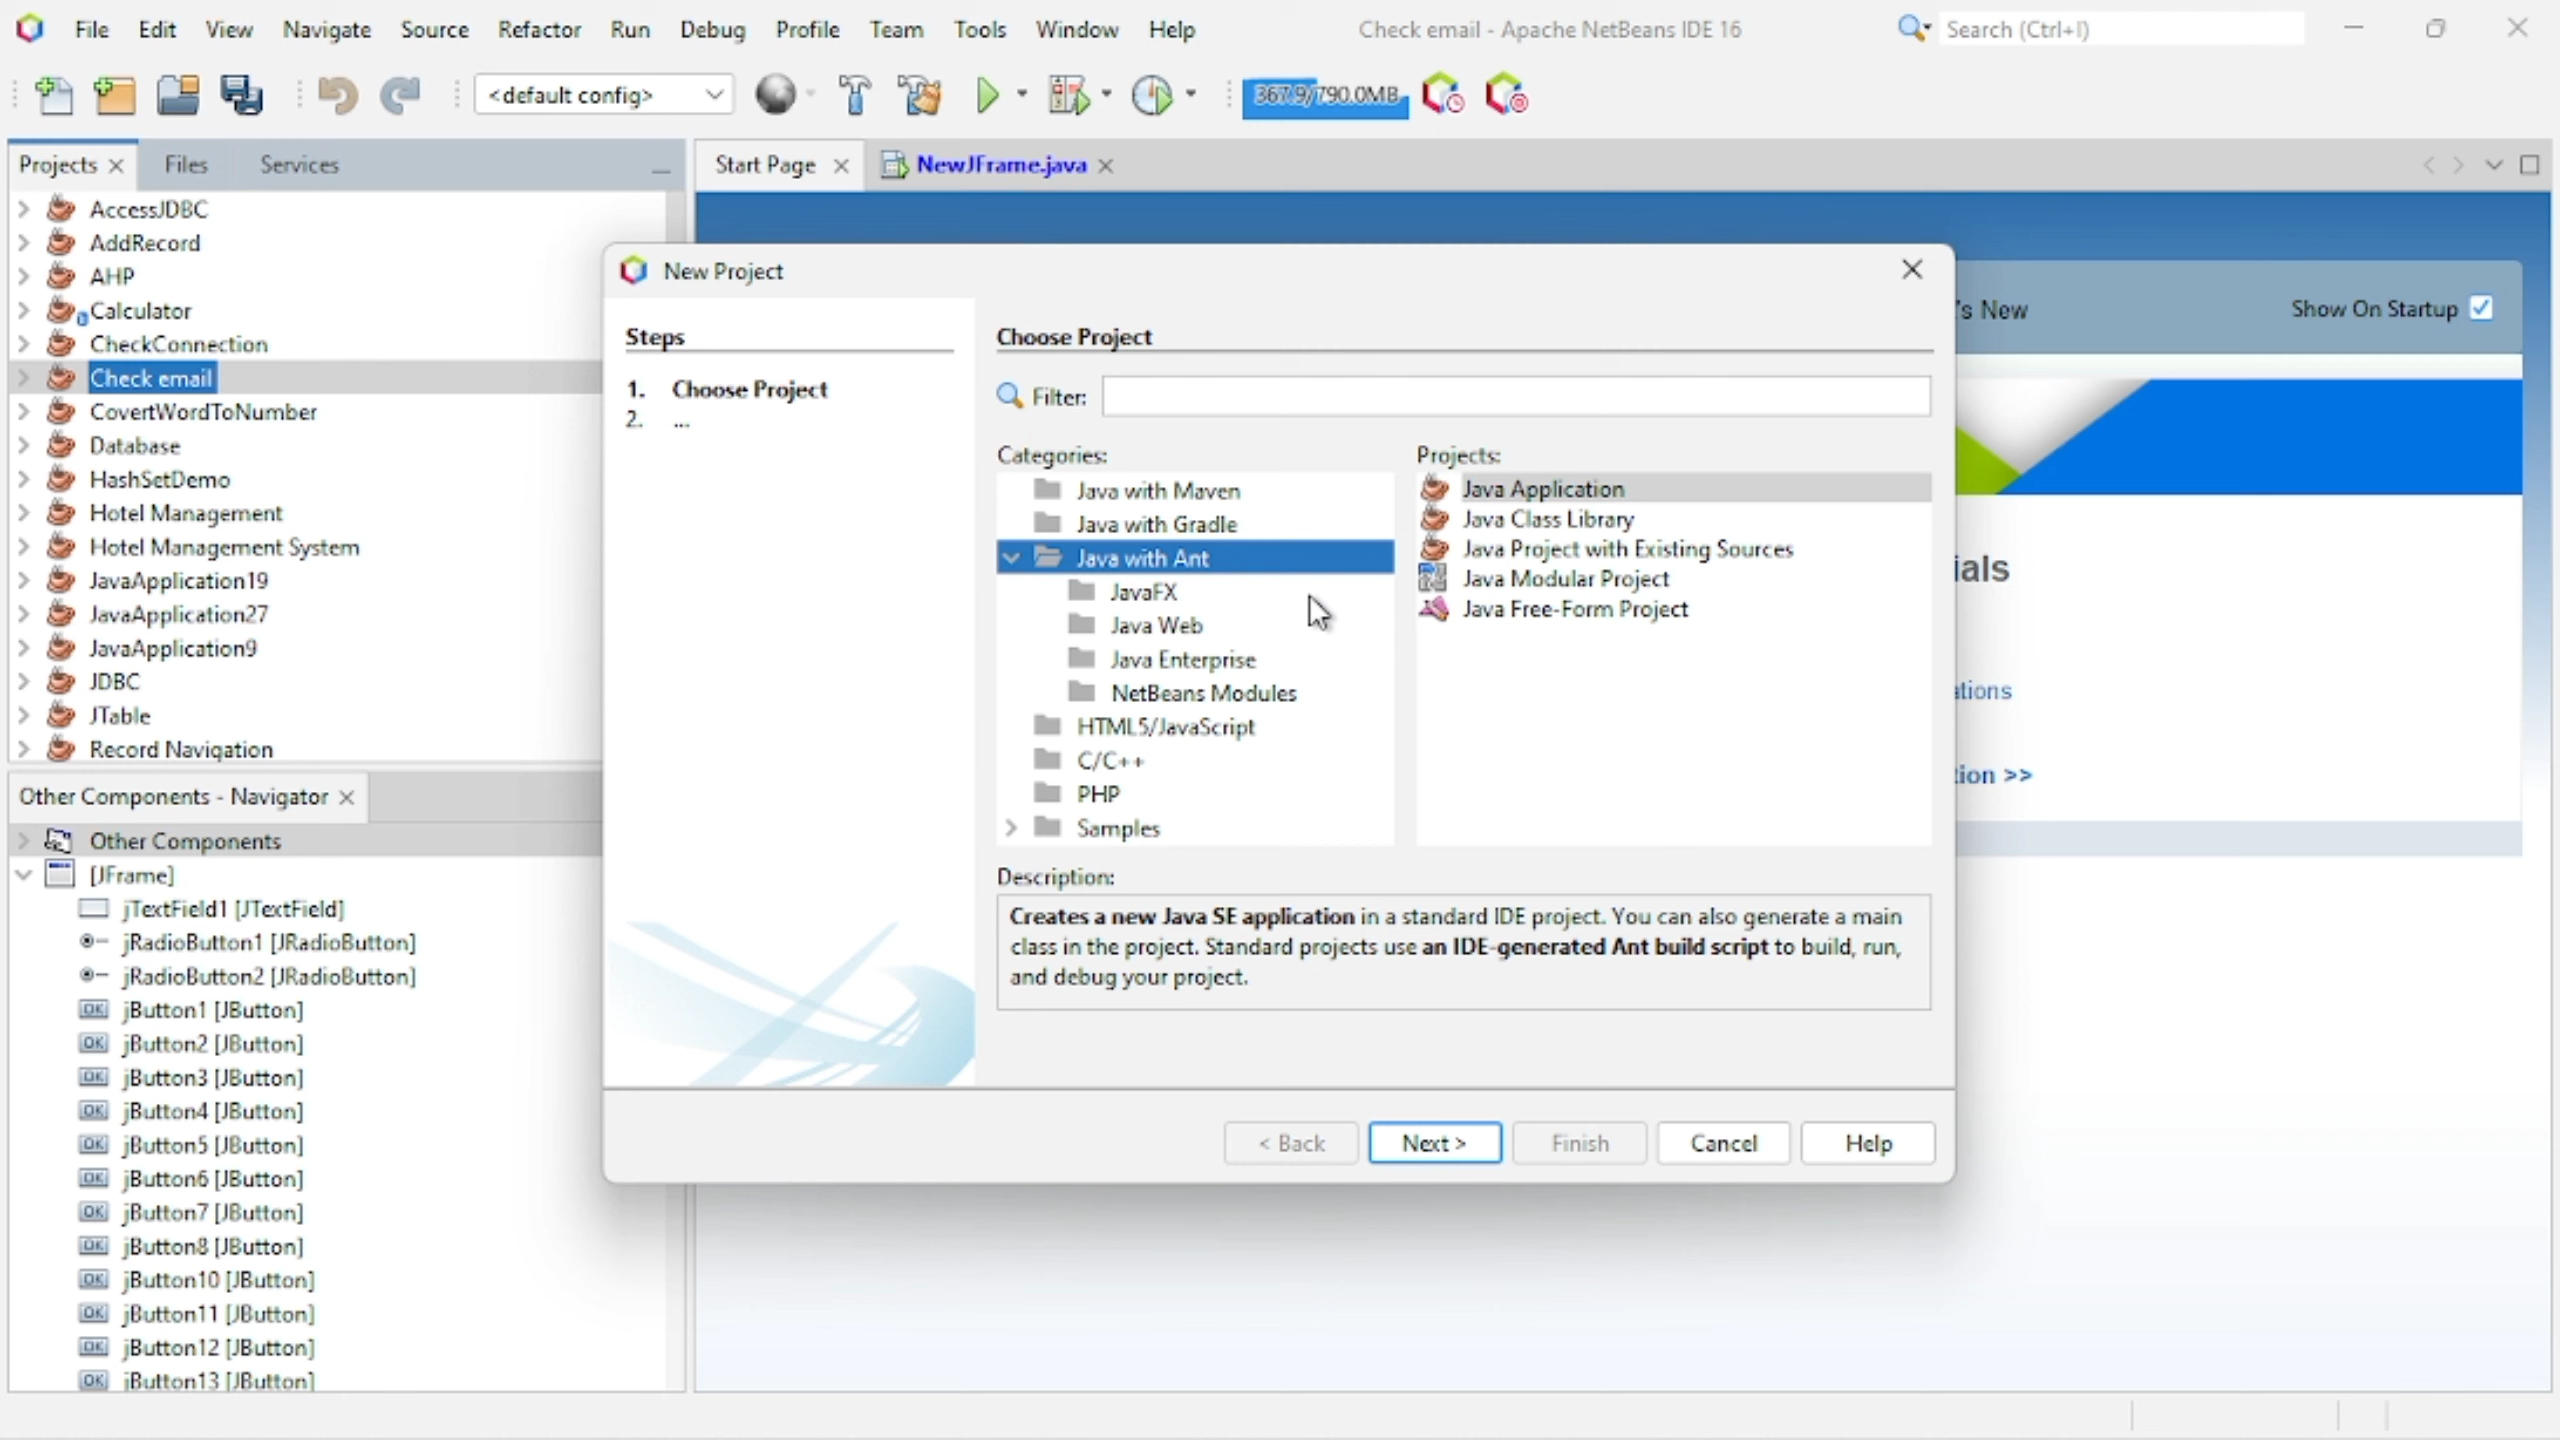 File Edit View Navigate Source Refactor Run Debug Profile Team Tools Window Help Check email - Apache NetBeans IDE 16 Search (Ctrl+I)
<default config> 367.9/790.0MB
Projects Files Services Start Page NewJFrame.java
AccessJDBC
AddRecord
AHP
Calculator
CheckConnection
Check email
CovertWordToNumber
Database
HashSetDemo
Hotel Management
Hotel Management System
JavaApplication19
JavaApplication27
JavaApplication9
JDBC
JTable
Record Navigation
Other Components - Navigator
Other Components
[JFrame]
jTextField1 [JTextField]
jRadioButton1 [JRadioButton]
jRadioButton2 [JRadioButton]
jButton1 [JButton]
jButton2 [JButton]
jButton3 [JButton]
jButton4 [JButton]
jButton5 [JButton]
jButton6 [JButton]
jButton7 [JButton]
jButton8 [JButton]
jButton10 [JButton]
jButton11 [JButton]
jButton12 [JButton]
jButton13 [JButton]
New Project
Steps
1. Choose Project
2. ...
Choose Project
Filter:
Categories:
Java with Maven
Java with Gradle
Java with Ant
JavaFX
Java Web
Java Enterprise
NetBeans Modules
HTML5/JavaScript
C/C++
PHP
Samples
Projects:
Java Application
Java Class Library
Java Project with Existing Sources
Java Modular Project
Java Free-Form Project
Description:
Creates a new Java SE application in a standard IDE project. You can also generate a main
class in the project. Standard projects use an IDE-generated Ant build script to build, run,
and debug your project.
< Back Next > Finish Cancel Help
's New Show On Startup
ials
ations
tion >>